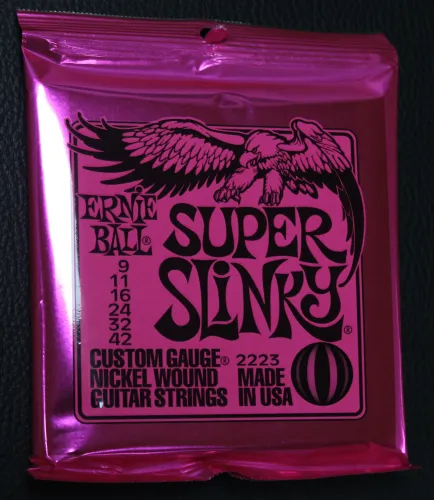 ERNIE
BALL®
SUPER
SLiNKY®
9
11
16
24
32
42
CUSTOM GAUGE® 2223
NICKEL WOUND MADE
GUITAR STRINGS IN USA